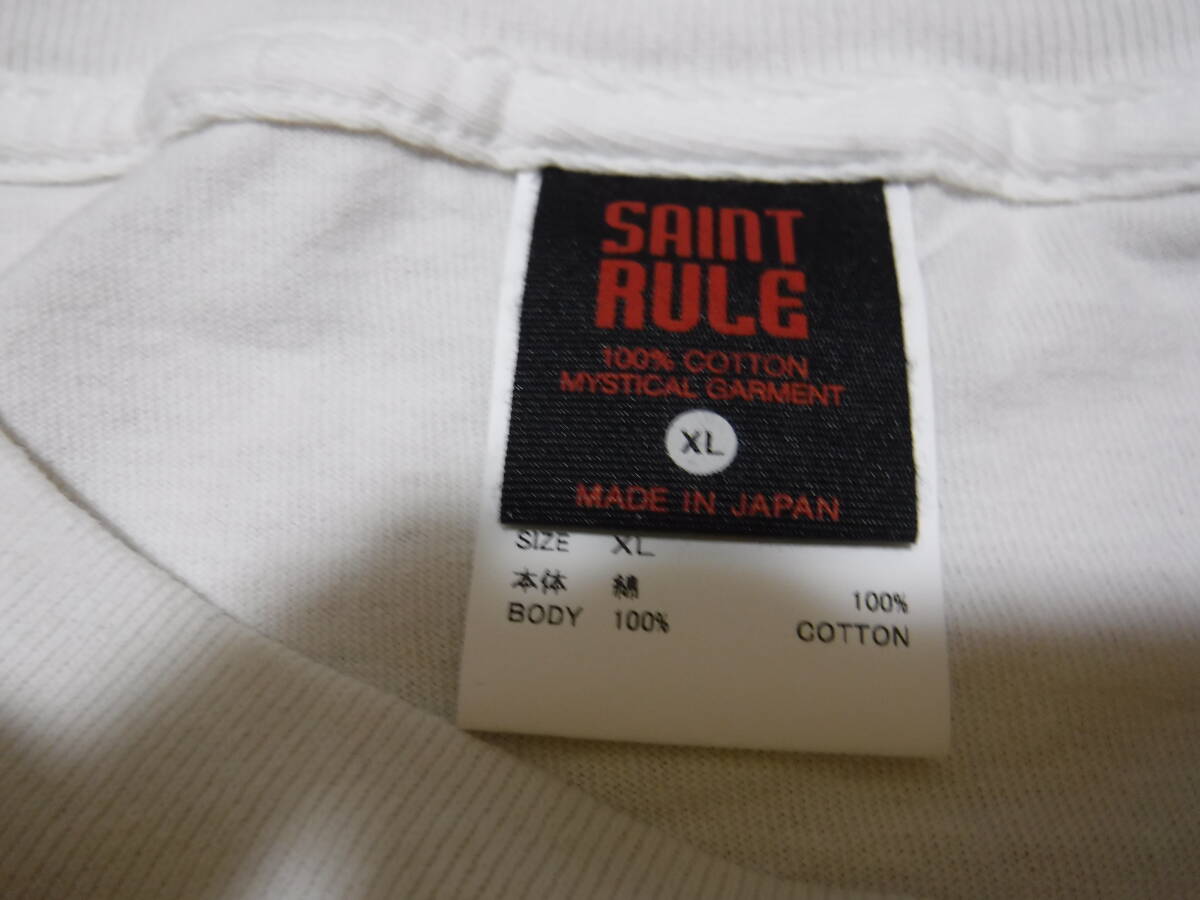 SAINT
RULE
100% COTTON
MYSTICAL GARMENT
XL
MADE IN JAPAN
SIZE XL
本体 綿 100%
BODY 100% COTTON